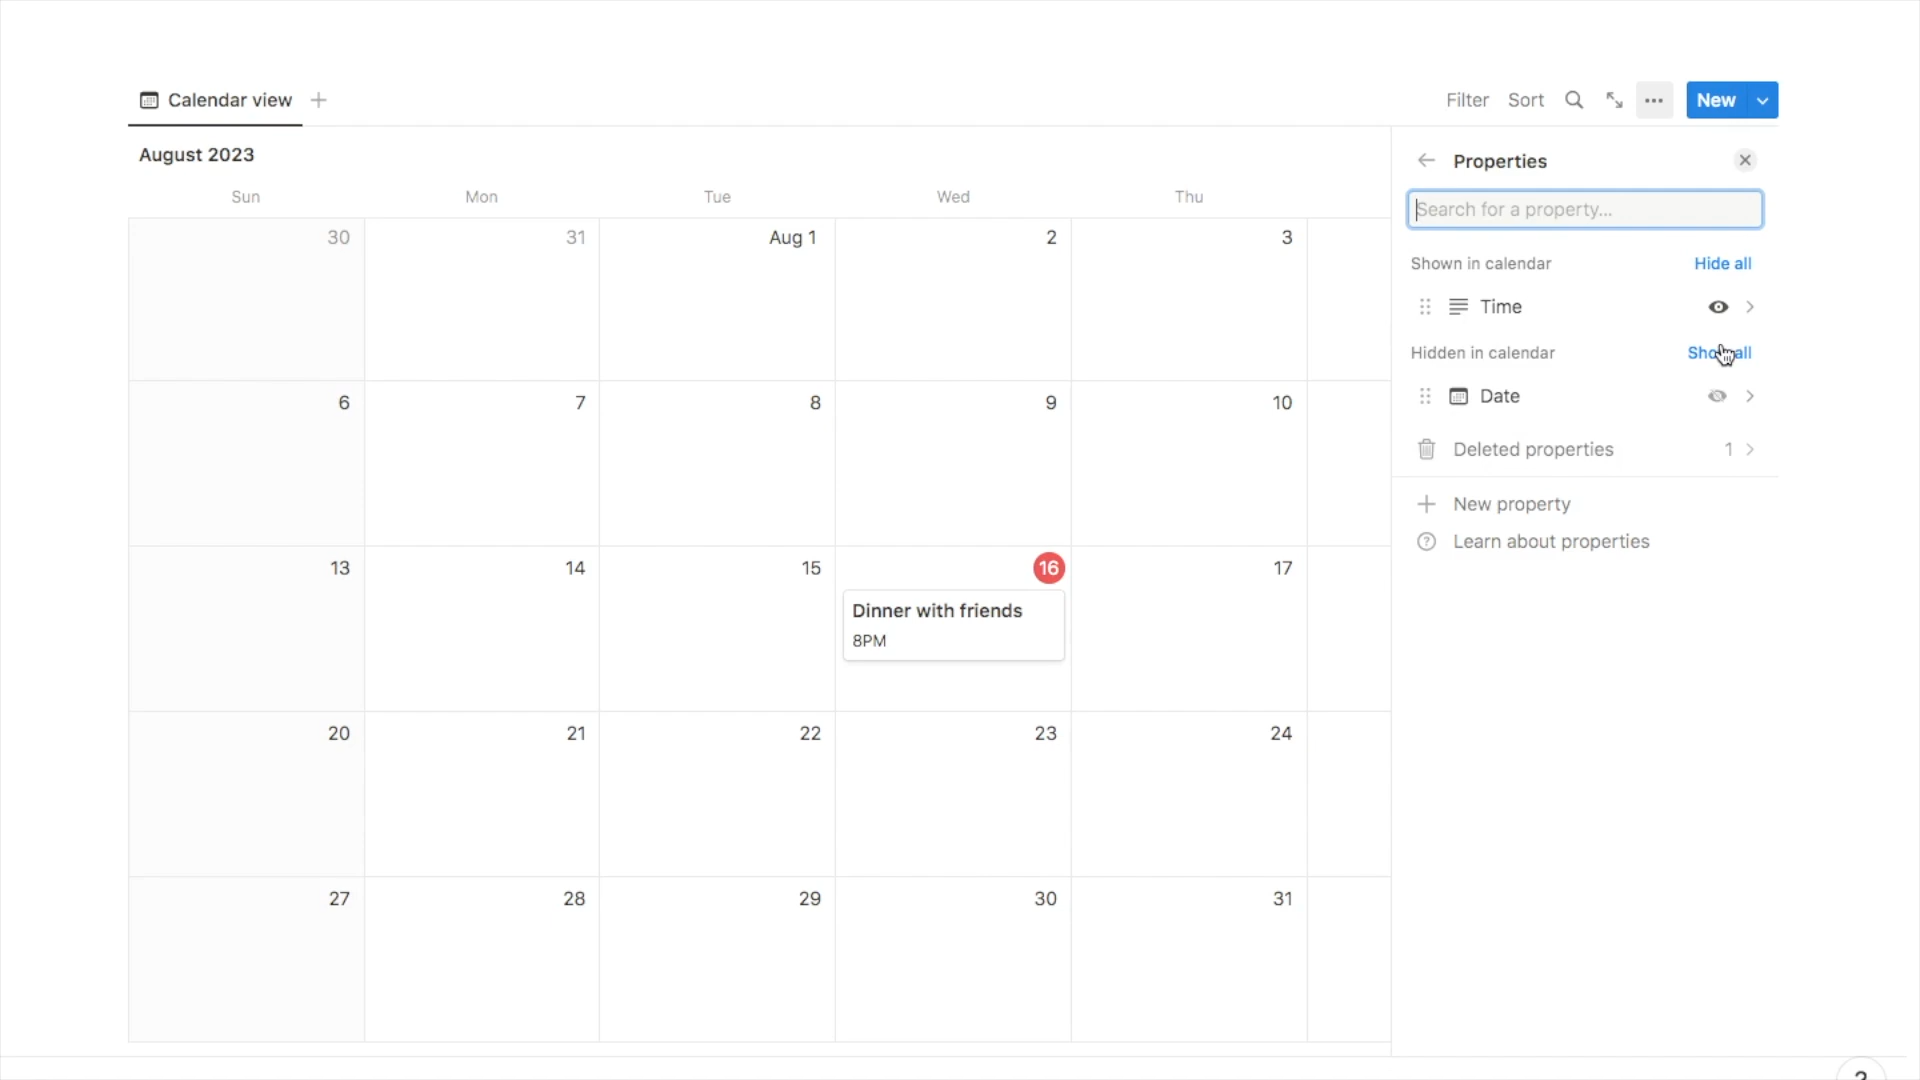 Calendar view
Filter Sort New
August 2023
Sun Mon Tue Wed Thu
30 31 Aug 1 2 3
6 7 8 9 10
13 14 15 16 17
Dinner with friends
8PM
20 21 22 23 24
27 28 29 30 31
Properties
Search for a property...
Shown in calendar Hide all
Time
Hidden in calendar Show all
Date
Deleted properties 1
New property
? Learn about properties
?